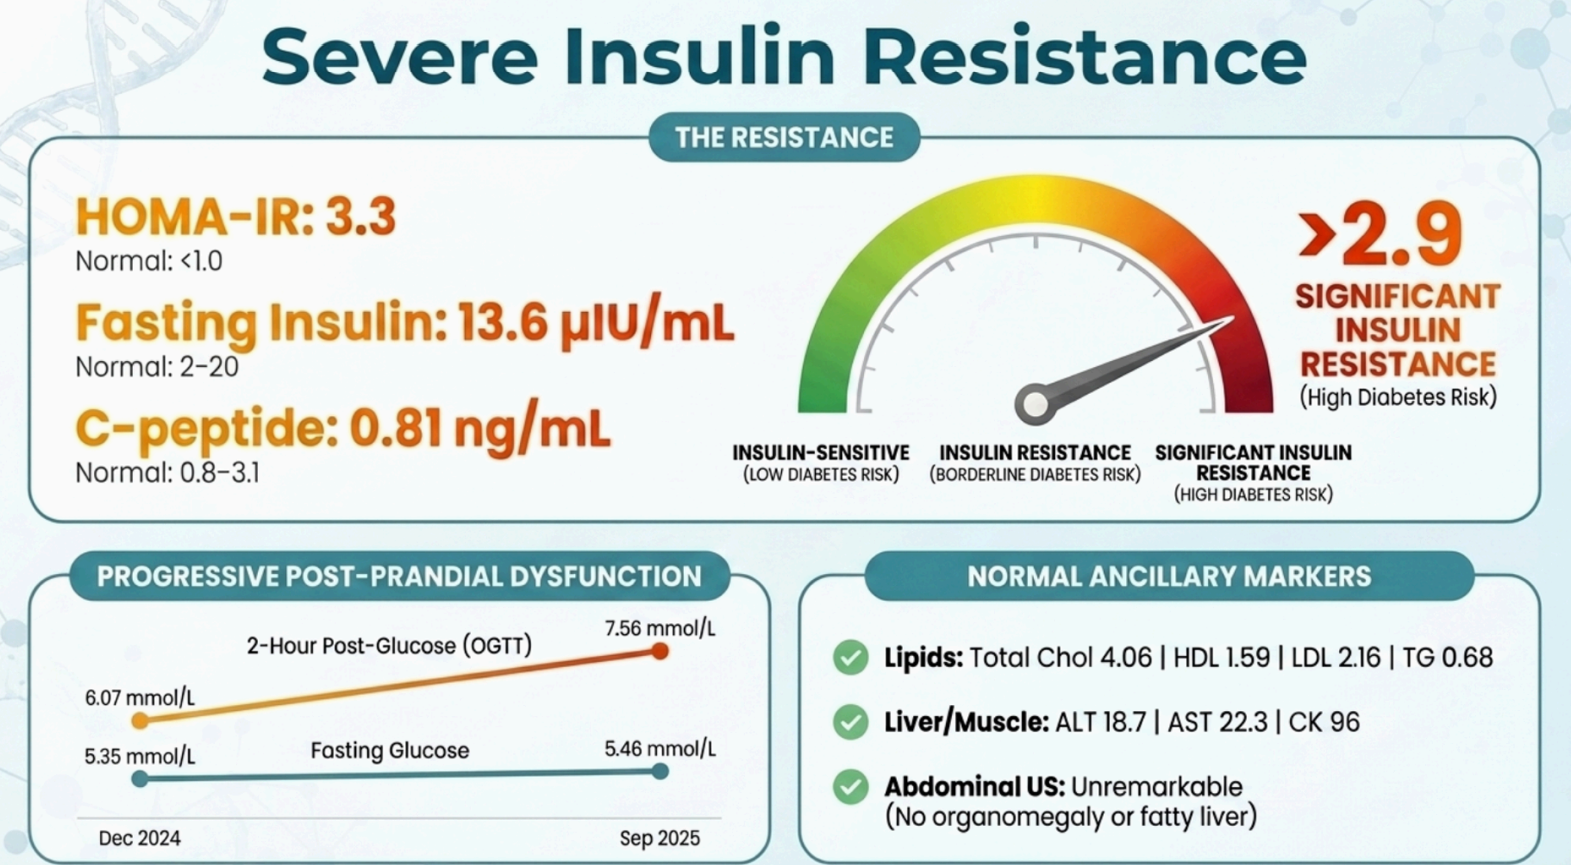 Severe Insulin Resistance
THE RESISTANCE
HOMA-IR: 3.3
Normal: <1.0
Fasting Insulin: 13.6 µIU/mL
Normal: 2-20
C-peptide: 0.81 ng/mL
Normal: 0.8-3.1
INSULIN-SENSITIVE
(LOW DIABETES RISK)
INSULIN RESISTANCE
(BORDERLINE DIABETES RISK)
SIGNIFICANT INSULIN
RESISTANCE
(HIGH DIABETES RISK)
>2.9
SIGNIFICANT
INSULIN
RESISTANCE
(High Diabetes Risk)
PROGRESSIVE POST-PRANDIAL DYSFUNCTION
2-Hour Post-Glucose (OGTT)
7.56 mmol/L
6.07 mmol/L
5.35 mmol/L
Fasting Glucose
5.46 mmol/L
Dec 2024
Sep 2025
NORMAL ANCILLARY MARKERS
Lipids: Total Chol 4.06 | HDL 1.59 | LDL 2.16 | TG 0.68
Liver/Muscle: ALT 18.7 | AST 22.3 | CK 96
Abdominal US: Unremarkable
(No organomegaly or fatty liver)